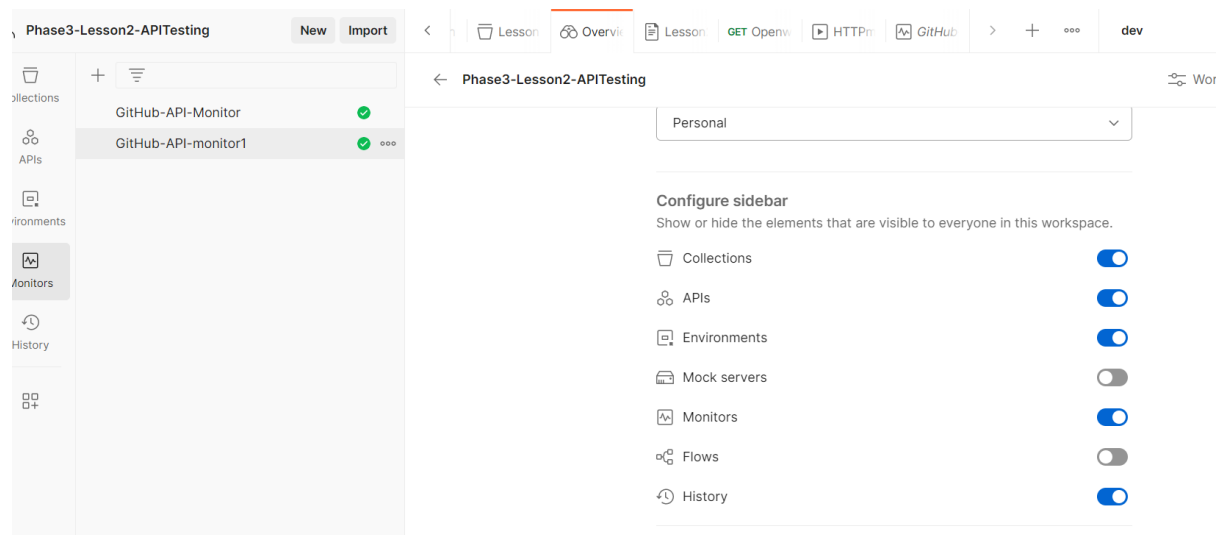 Phase3-Lesson2-APITesting New Import
Lesson Overvi Lesson GET Openw HTTPm GitHub dev
Phase3-Lesson2-APITesting Wor
ollections
APIs
vironments
Monitors
History
GitHub-API-Monitor
GitHub-API-monitor1
Personal
Configure sidebar
Show or hide the elements that are visible to everyone in this workspace.
Collections
APIs
Environments
Mock servers
Monitors
Flows
History